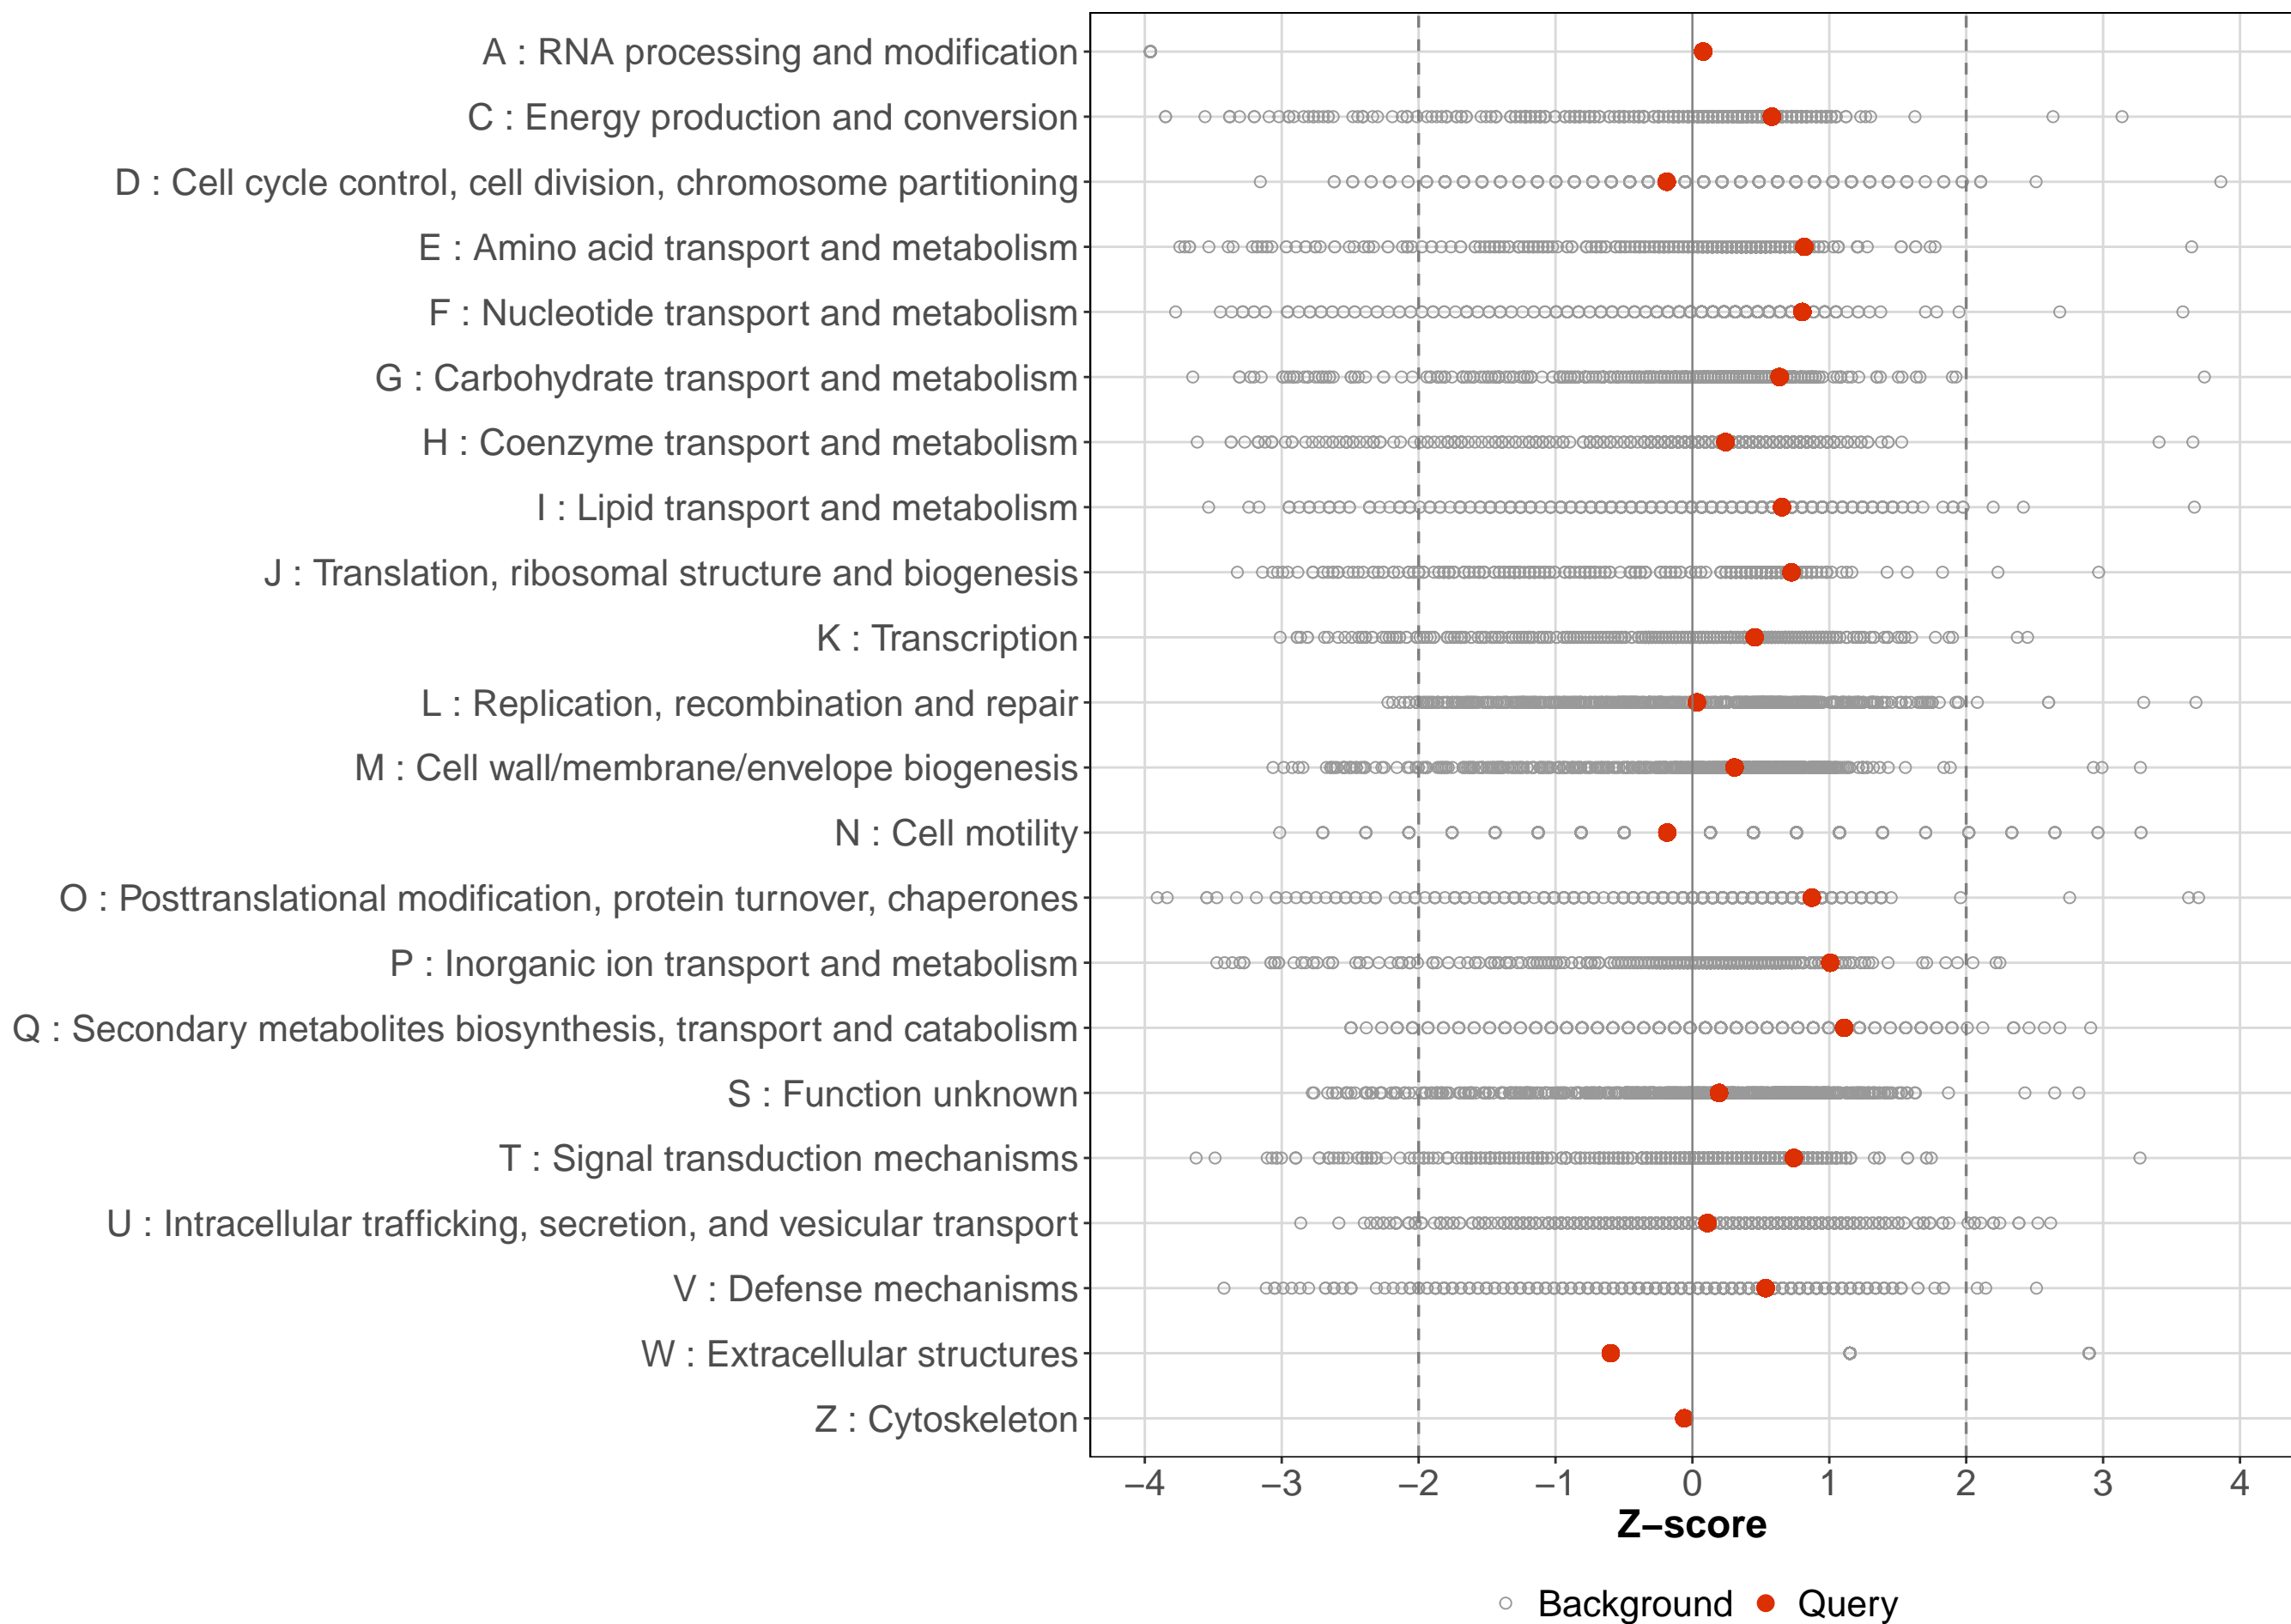 A : RNA processing and modification
C : Energy production and conversion
D : Cell cycle control, cell division, chromosome partitioning
E : Amino acid transport and metabolism
F : Nucleotide transport and metabolism
G : Carbohydrate transport and metabolism
H : Coenzyme transport and metabolism
I : Lipid transport and metabolism
J : Translation, ribosomal structure and biogenesis
K : Transcription
L : Replication, recombination and repair
M : Cell wall/membrane/envelope biogenesis
N : Cell motility
O : Posttranslational modification, protein turnover, chaperones
P : Inorganic ion transport and metabolism
Q : Secondary metabolites biosynthesis, transport and catabolism
S : Function unknown
T : Signal transduction mechanisms
U : Intracellular trafficking, secretion, and vesicular transport
V : Defense mechanisms
W : Extracellular structures
Z : Cytoskeleton
−4 −3 −2 −1 0 1 2 3 4
Z−score
Background Query